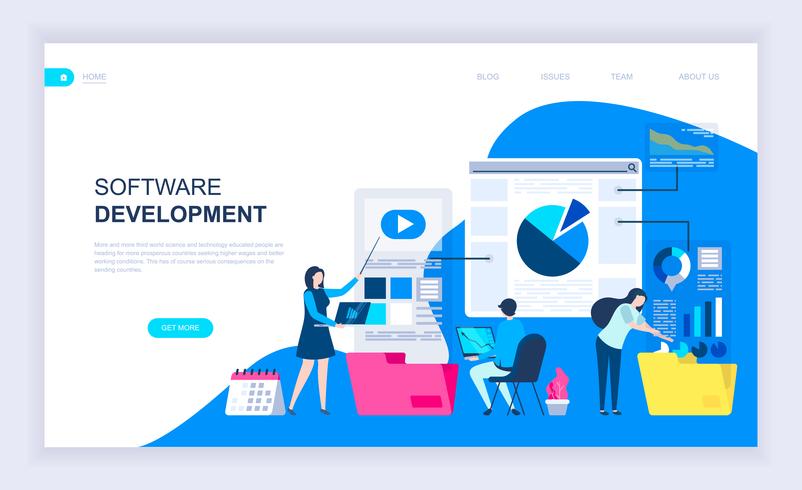 HOME
BLOG ISSUES TEAM ABOUT US
SOFTWARE
DEVELOPMENT
More and more third world science and technology educated people are
heading for more prosperous countries seeking higher wages and better
working conditions. This has of course serious consequences on the
sending countries.
GET MORE